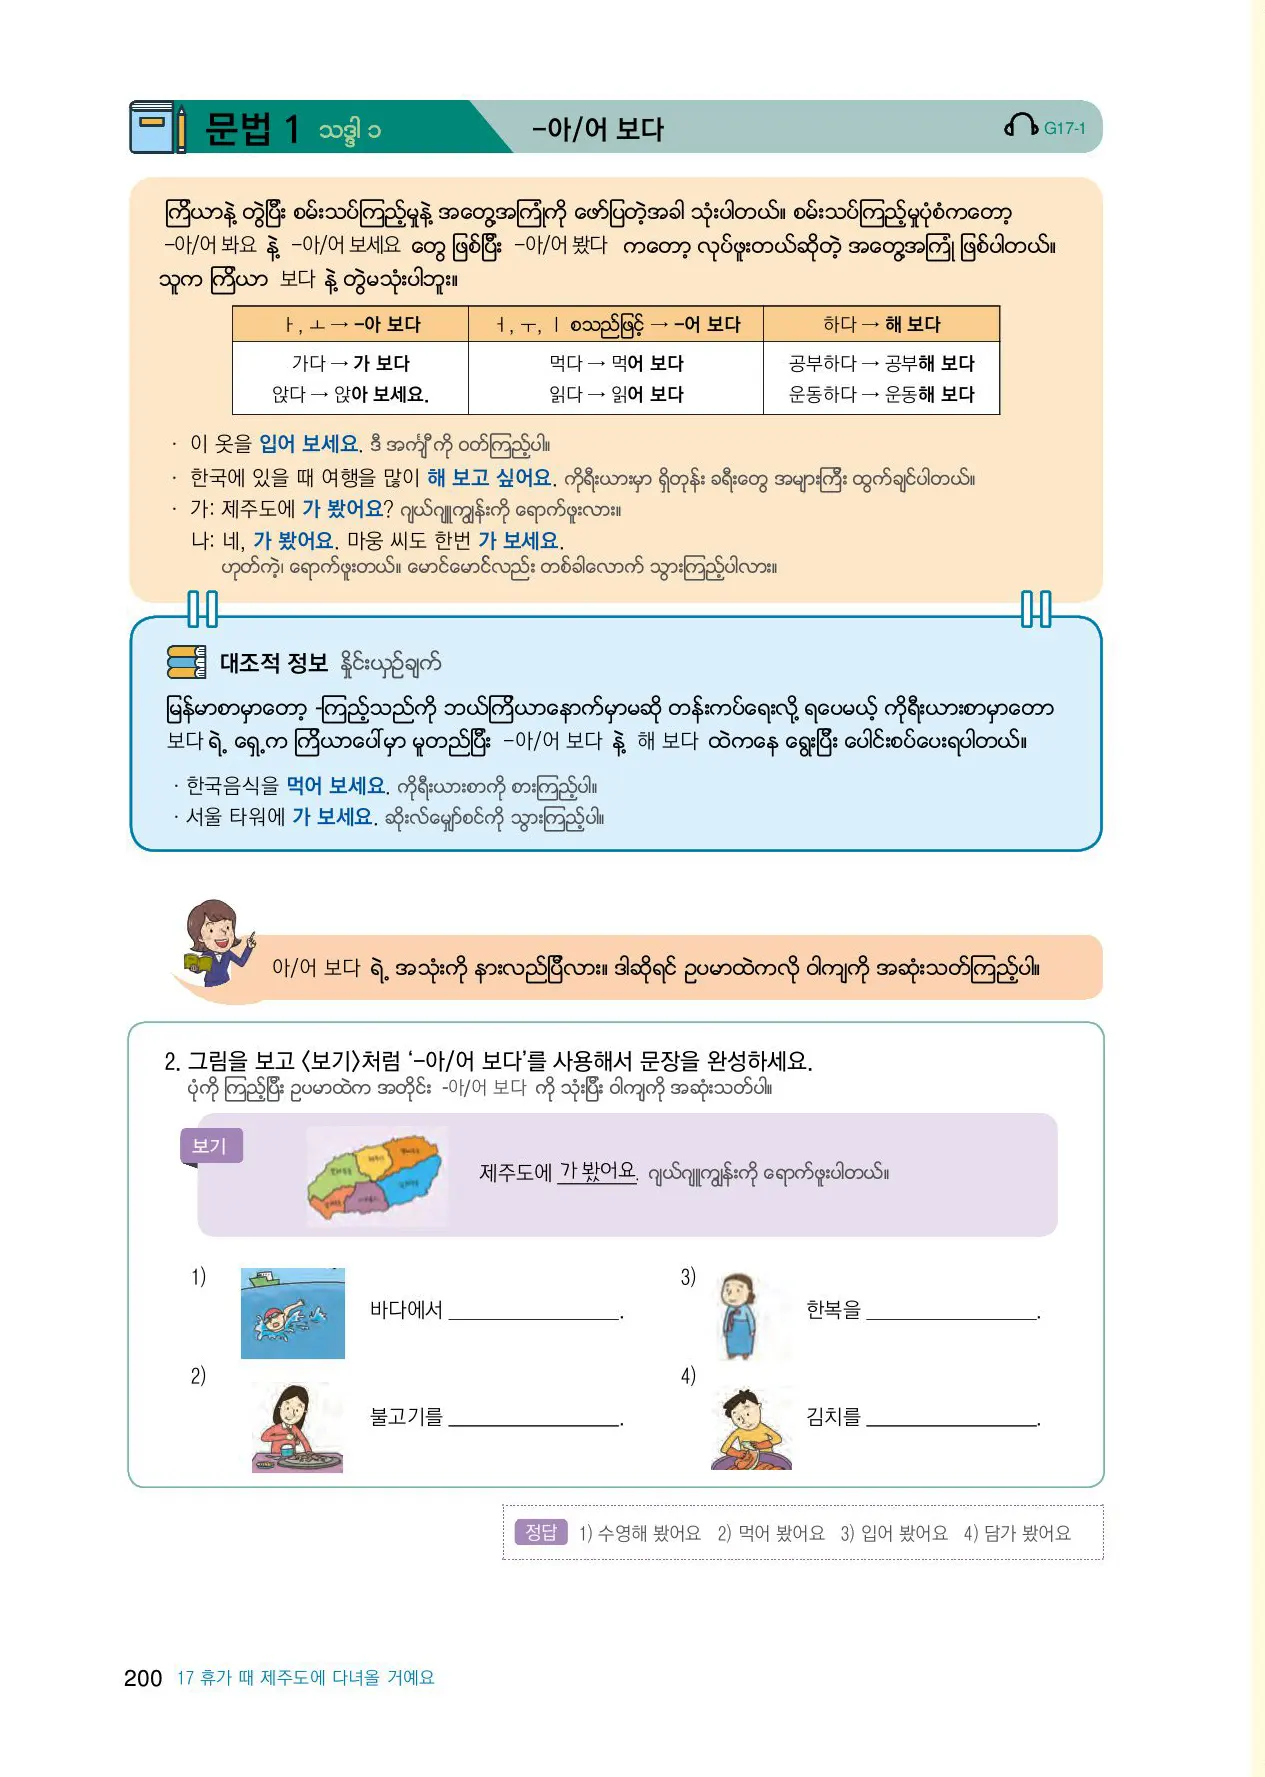 문법 1 သဒ္ဒါ ၁ -아/어 보다 G17-1
ကြိယာနဲ့ တွဲပြီး စမ်းသပ်ကြည့်မှုနဲ့ အတွေ့အကြုံကို ဖော်ပြတဲ့အခါ သုံးပါတယ်။ စမ်းသပ်ကြည့်မှုပုံစံကတော့
-아/어 봐요 နဲ့ -아/어 보세요 တွေ ဖြစ်ပြီး -아/어 봤다 ကတော့ လုပ်ဖူးတယ်ဆိုတဲ့ အတွေ့အကြုံ ဖြစ်ပါတယ်။
သူက ကြိယာ 보다 နဲ့ တွဲမသုံးပါဘူး။
ㅏ, ㅗ → -아 보다 ㅓ, ㅜ, ㅣ စသည်ဖြင့် → -어 보다 하다 → 해 보다
가다 → 가 보다 먹다 → 먹어 보다 공부하다 → 공부해 보다
앉다 → 앉아 보세요. 읽다 → 읽어 보다 운동하다 → 운동해 보다
· 이 옷을 입어 보세요. ဒီ အင်္ကျီကို ဝတ်ကြည့်ပါ။
· 한국에 있을 때 여행을 많이 해 보고 싶어요. ကိုရီးယားမှာ ရှိတုန်း ခရီးတွေ အများကြီး ထွက်ချင်ပါတယ်။
· 가: 제주도에 가 봤어요? ဂျယ်ဂျူကျွန်းကို ရောက်ဖူးလား။
나: 네, 가 봤어요. 마웅 씨도 한번 가 보세요.
ဟုတ်ကဲ့၊ ရောက်ဖူးတယ်။ မောင်မောင်လည်း တစ်ခါလောက် သွားကြည့်ပါလား။
대조적 정보 နှိုင်းယှဉ်ချက်
မြန်မာစာမှာတော့ -ကြည့်သည်ကို ဘယ်ကြိယာနောက်မှာမဆို တန်းကပ်ရေးလို့ ရပေမယ့် ကိုရီးယားစာမှာတော
보다 ရဲ့ ရှေ့က ကြိယာပေါ်မှာ မူတည်ပြီး -아/어 보다 နဲ့ 해 보다 ထဲကနေ ရွေးပြီး ပေါင်းစပ်ပေးရပါတယ်။
· 한국음식을 먹어 보세요. ကိုရီးယားစာကို စားကြည့်ပါ။
· 서울 타워에 가 보세요. ဆိုးလ်မျှော်စင်ကို သွားကြည့်ပါ။
아/어 보다 ရဲ့ အသုံးကို နားလည်ပြီလား။ ဒါဆိုရင် ဥပမာထဲကလို ဝါကျကို အဆုံးသတ်ကြည့်ပါ။
2. 그림을 보고 〈보기〉처럼 ‘-아/어 보다’를 사용해서 문장을 완성하세요.
ပုံကို ကြည့်ပြီး ဥပမာထဲက အတိုင်း -아/어 보다 ကို သုံးပြီး ဝါကျကို အဆုံးသတ်ပါ။
보기
제주도에 가 봤어요. ဂျယ်ဂျူကျွန်းကို ရောက်ဖူးပါတယ်။
1) 바다에서 ________________.
2) 불고기를 ________________.
3) 한복을 ________________.
4) 김치를 ________________.
정답 1) 수영해 봤어요 2) 먹어 봤어요 3) 입어 봤어요 4) 담가 봤어요
200 17 휴가 때 제주도에 다녀올 거예요